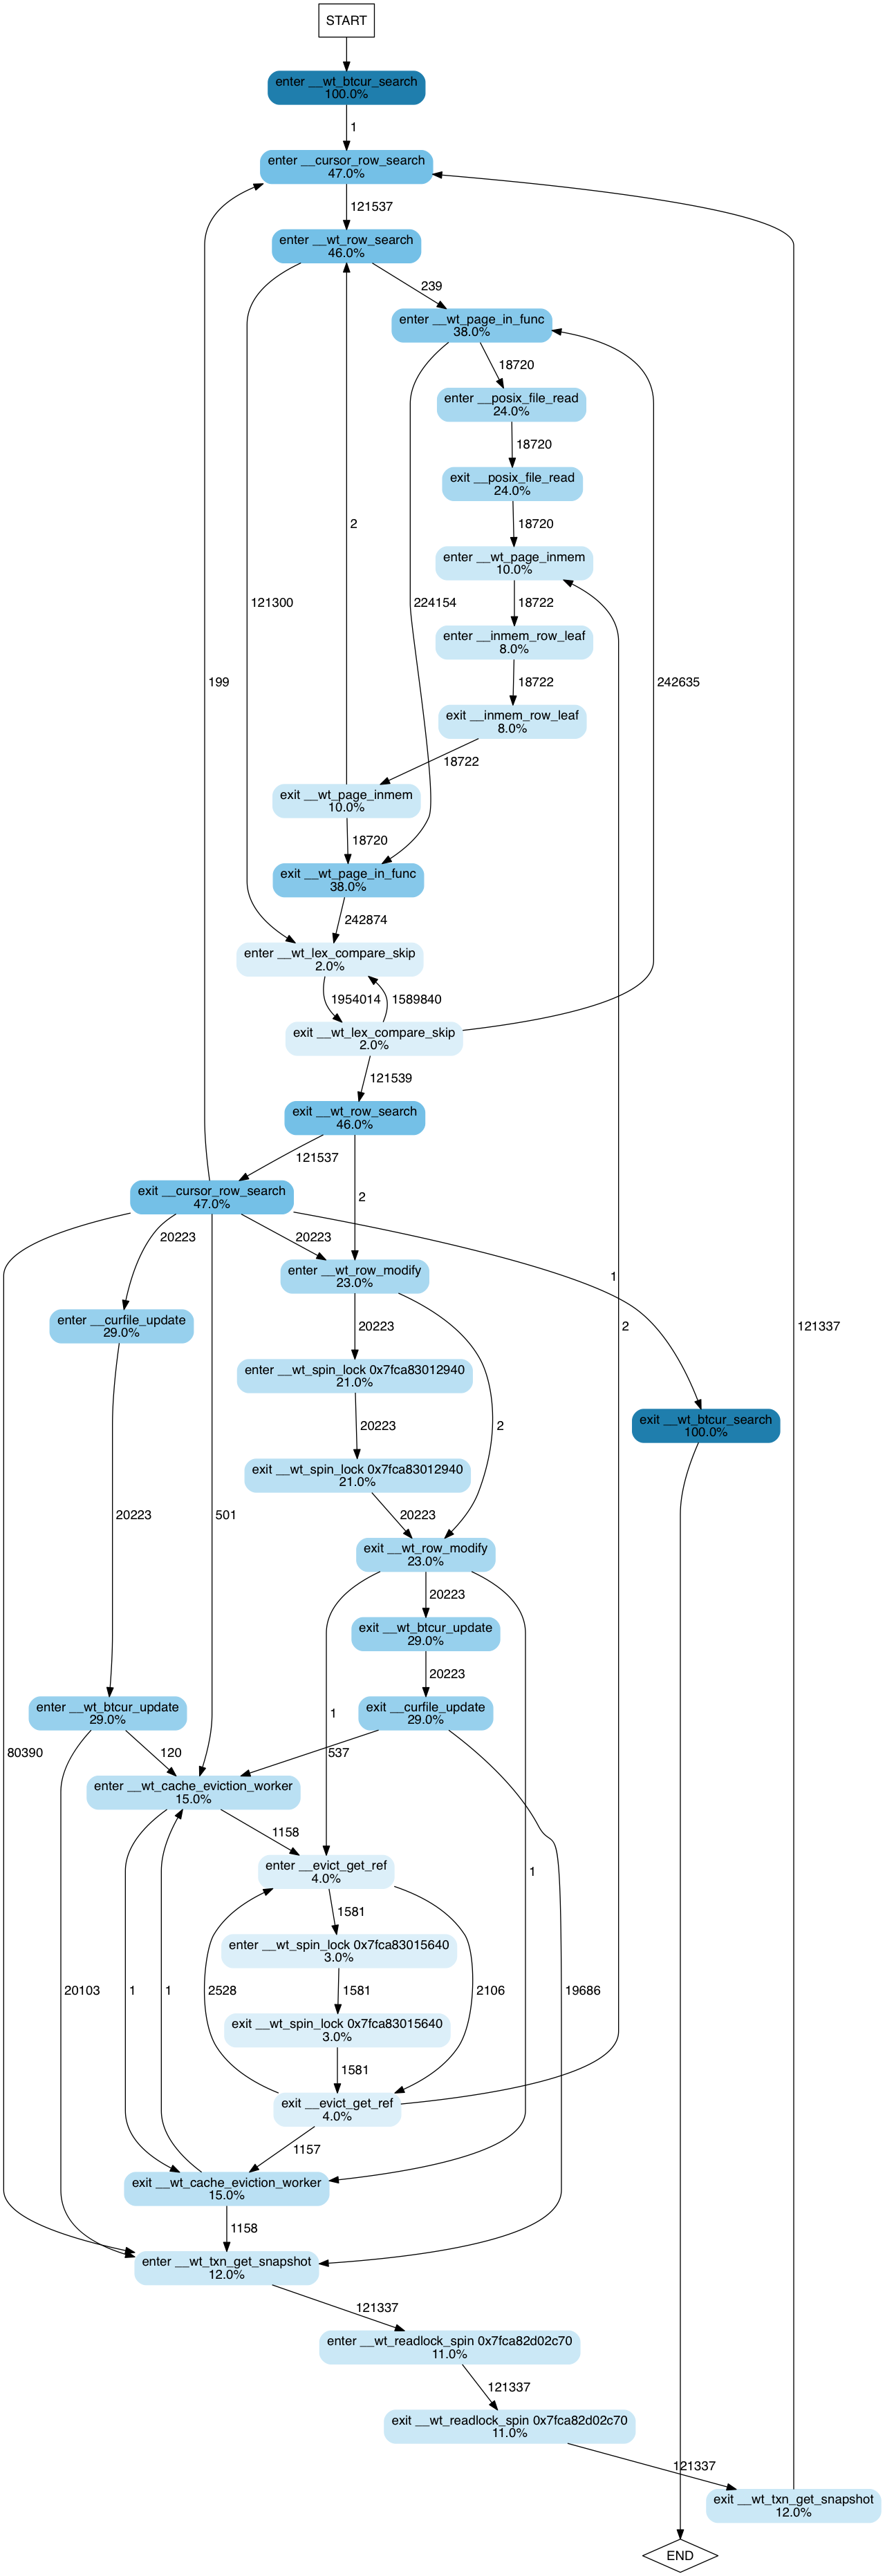 START
enter __wt_btcur_search
100.0%
1
enter __cursor_row_search
47.0%
121537
enter __wt_row_search
46.0%
239
enter __wt_page_in_func
38.0%
18720
enter __posix_file_read
24.0%
18720
exit __posix_file_read
24.0%
18720
2
enter __wt_page_inmem
10.0%
121300
224154
18722
enter __inmem_row_leaf
8.0%
199
18722
242635
exit __inmem_row_leaf
8.0%
18722
exit __wt_page_inmem
10.0%
18720
exit __wt_page_in_func
38.0%
242874
enter __wt_lex_compare_skip
2.0%
1954014
1589840
exit __wt_lex_compare_skip
2.0%
121539
exit __wt_row_search
46.0%
121537
2
exit __cursor_row_search
47.0%
20223
20223
1
enter __wt_row_modify
23.0%
enter __curfile_update
29.0%
20223
2
121337
enter __wt_spin_lock 0x7fca83012940
21.0%
20223
2
exit __wt_btcur_search
100.0%
exit __wt_spin_lock 0x7fca83012940
21.0%
20223
501
20223
exit __wt_row_modify
23.0%
20223
exit __wt_btcur_update
29.0%
20223
enter __wt_btcur_update
29.0%
1
exit __curfile_update
29.0%
80390
120
537
enter __wt_cache_eviction_worker
15.0%
1158
enter __evict_get_ref
4.0%
1
1581
enter __wt_spin_lock 0x7fca83015640
3.0%
20103
1
1
2528
1581
2106
19686
exit __wt_spin_lock 0x7fca83015640
3.0%
1581
exit __evict_get_ref
4.0%
1157
exit __wt_cache_eviction_worker
15.0%
1158
enter __wt_txn_get_snapshot
12.0%
121337
enter __wt_readlock_spin 0x7fca82d02c70
11.0%
121337
exit __wt_readlock_spin 0x7fca82d02c70
11.0%
121337
exit __wt_txn_get_snapshot
12.0%
END